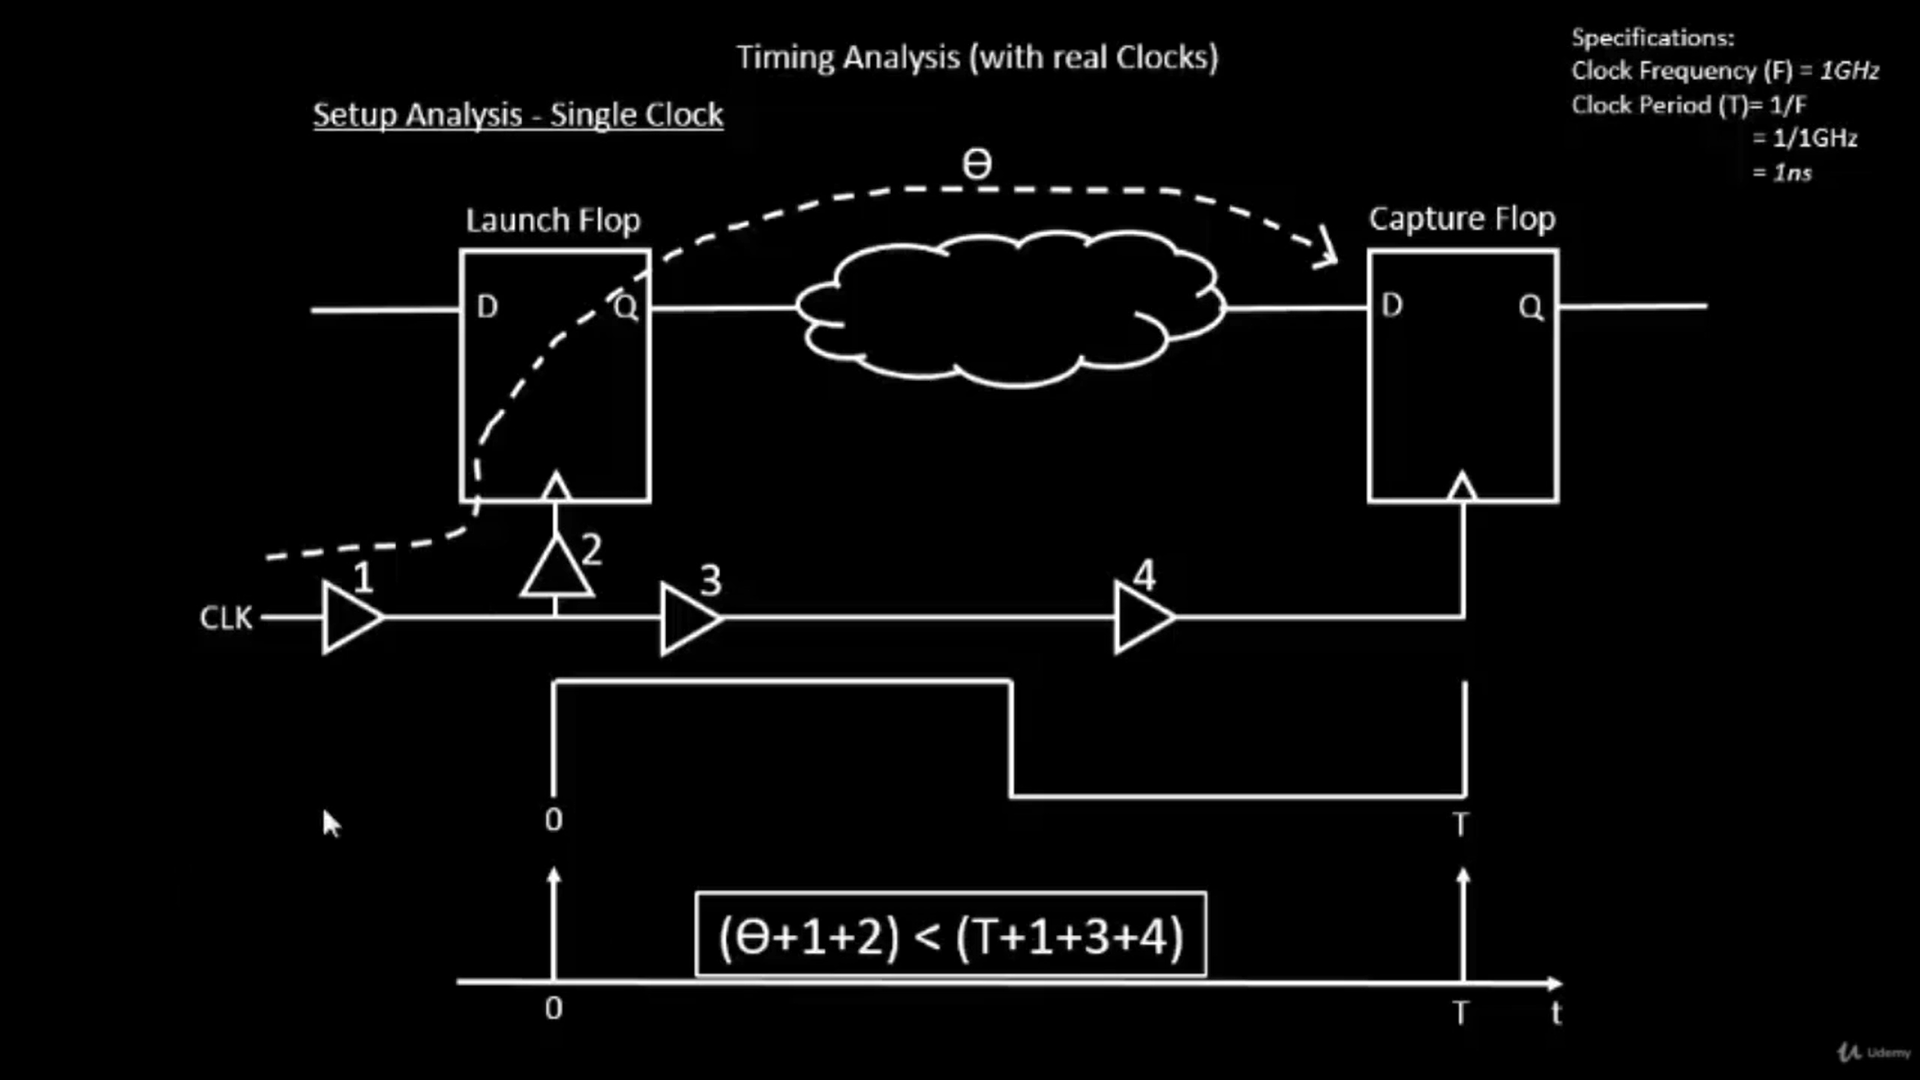 Timing Analysis (with real Clocks)
Specifications:
Clock Frequency (F) = 1GHz
Clock Period (T)= 1/F
= 1/1GHz
= 1ns
Setup Analysis - Single Clock
Ɵ
Launch Flop
Capture Flop
D
Q
D
Q
1
2
3
4
CLK
0
T
(Ɵ+1+2) < (T+1+3+4)
0
T
t
Udemy